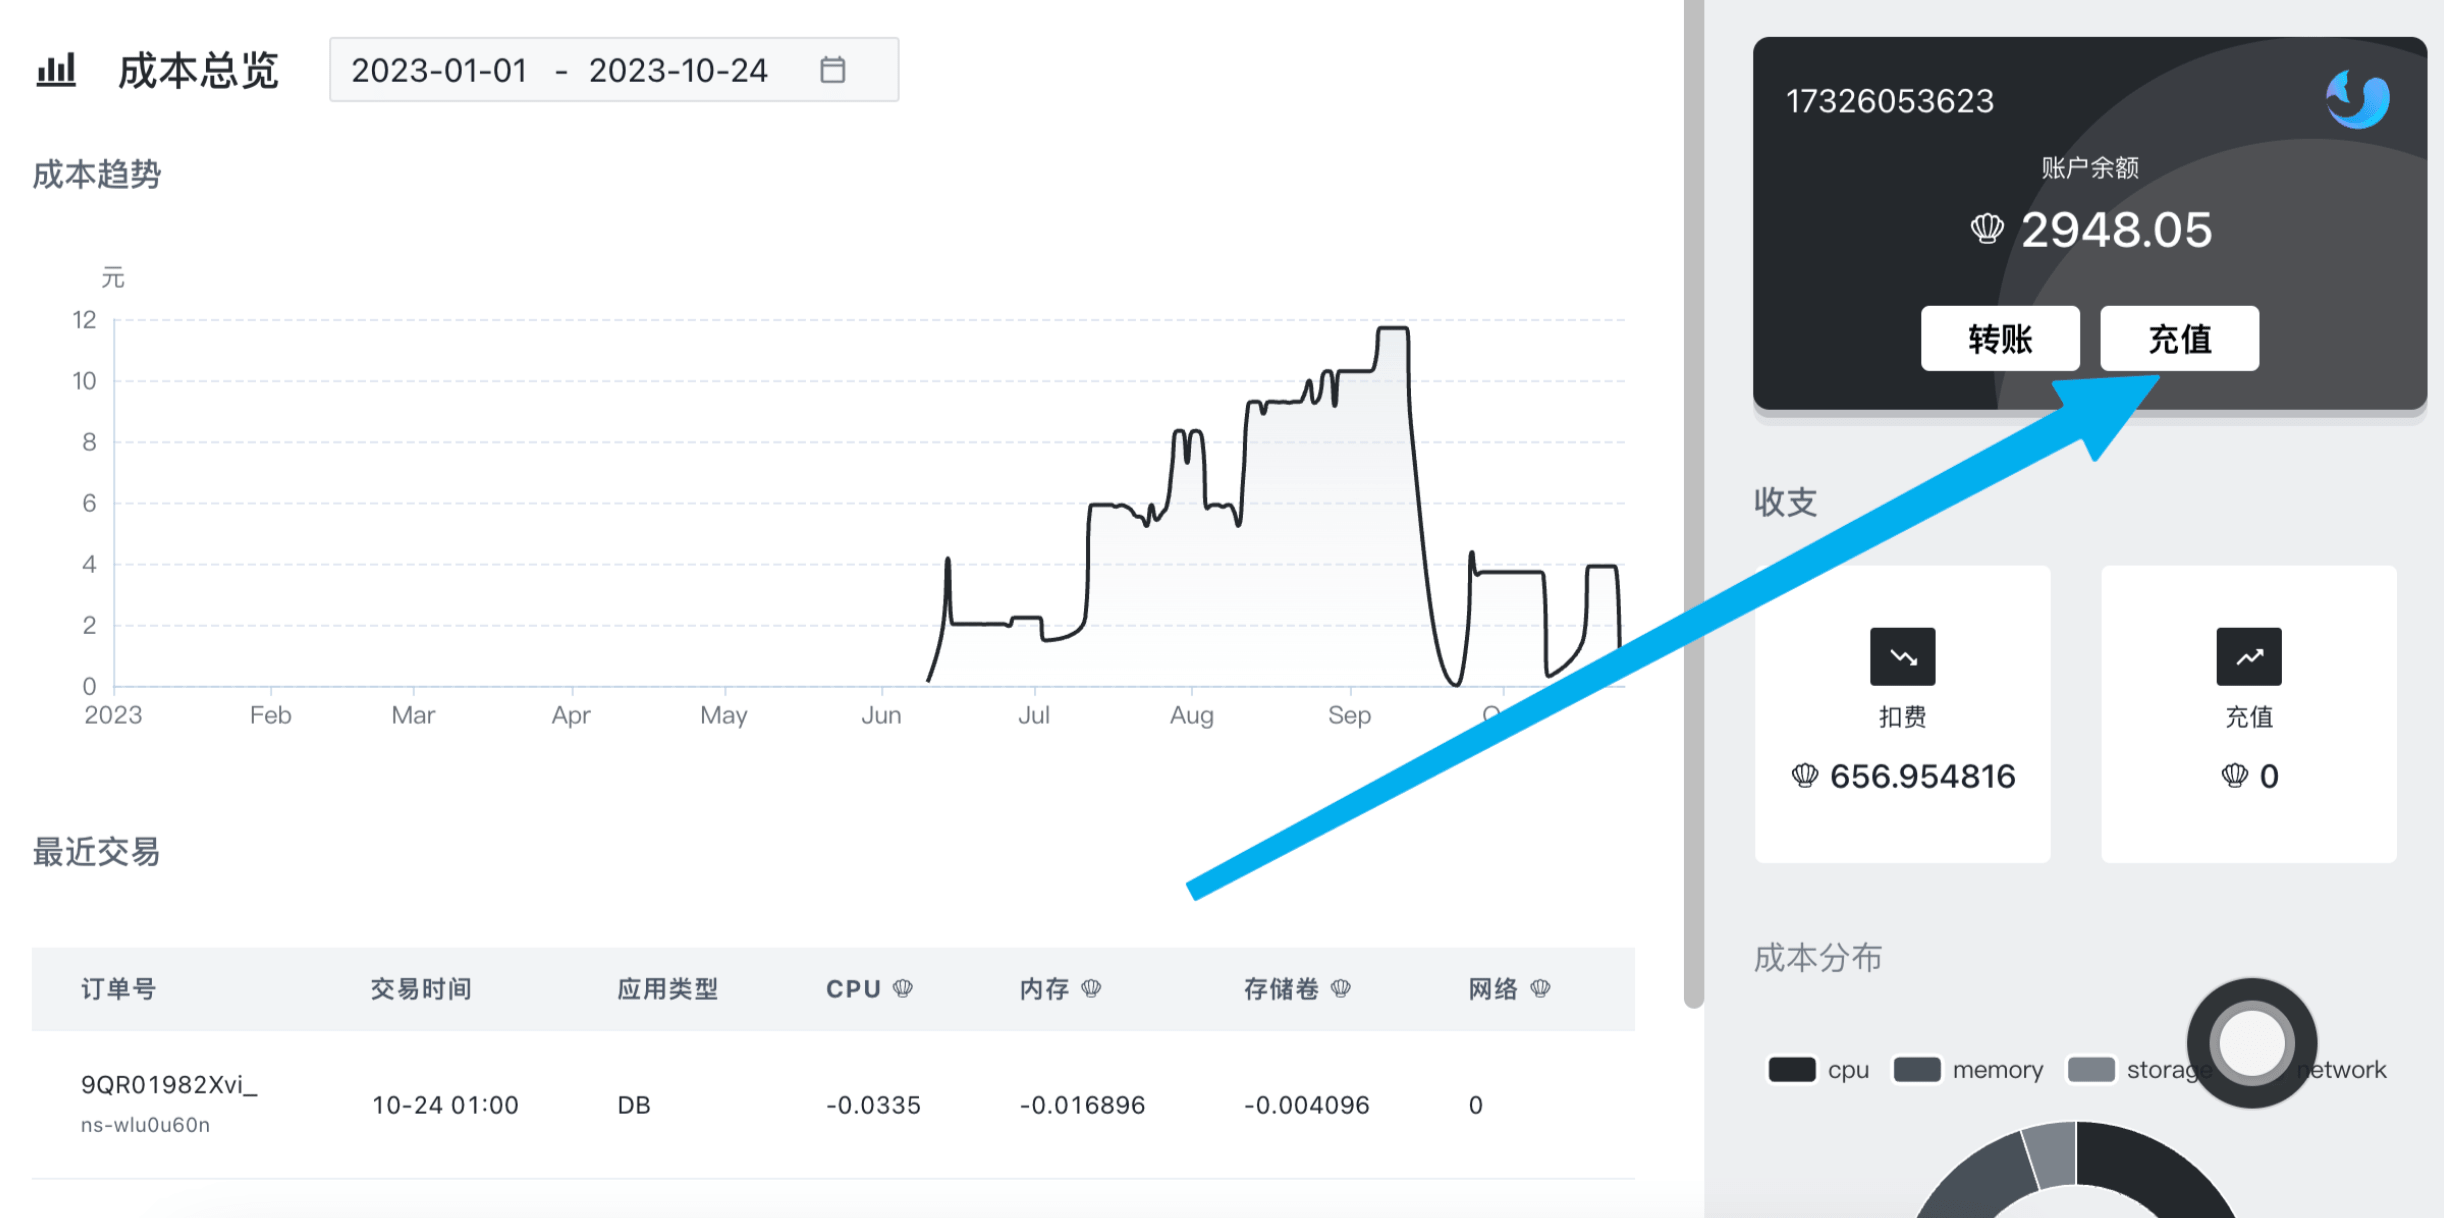 成本总览
2023-01-01 - 2023-10-24
成本趋势
元
12
10
8
6
4
2
0
2023 Feb Mar Apr May Jun Jul Aug Sep
最近交易
订单号 交易时间 应用类型 CPU 内存 存储卷 网络
9QR01982Xvi_
ns-wlu0u60n
10-24 01:00 DB -0.0335 -0.016896 -0.004096 0
17326053623
账户余额
2948.05
转账 充值
收支
扣费
656.954816
充值
0
成本分布
cpu memory storage network